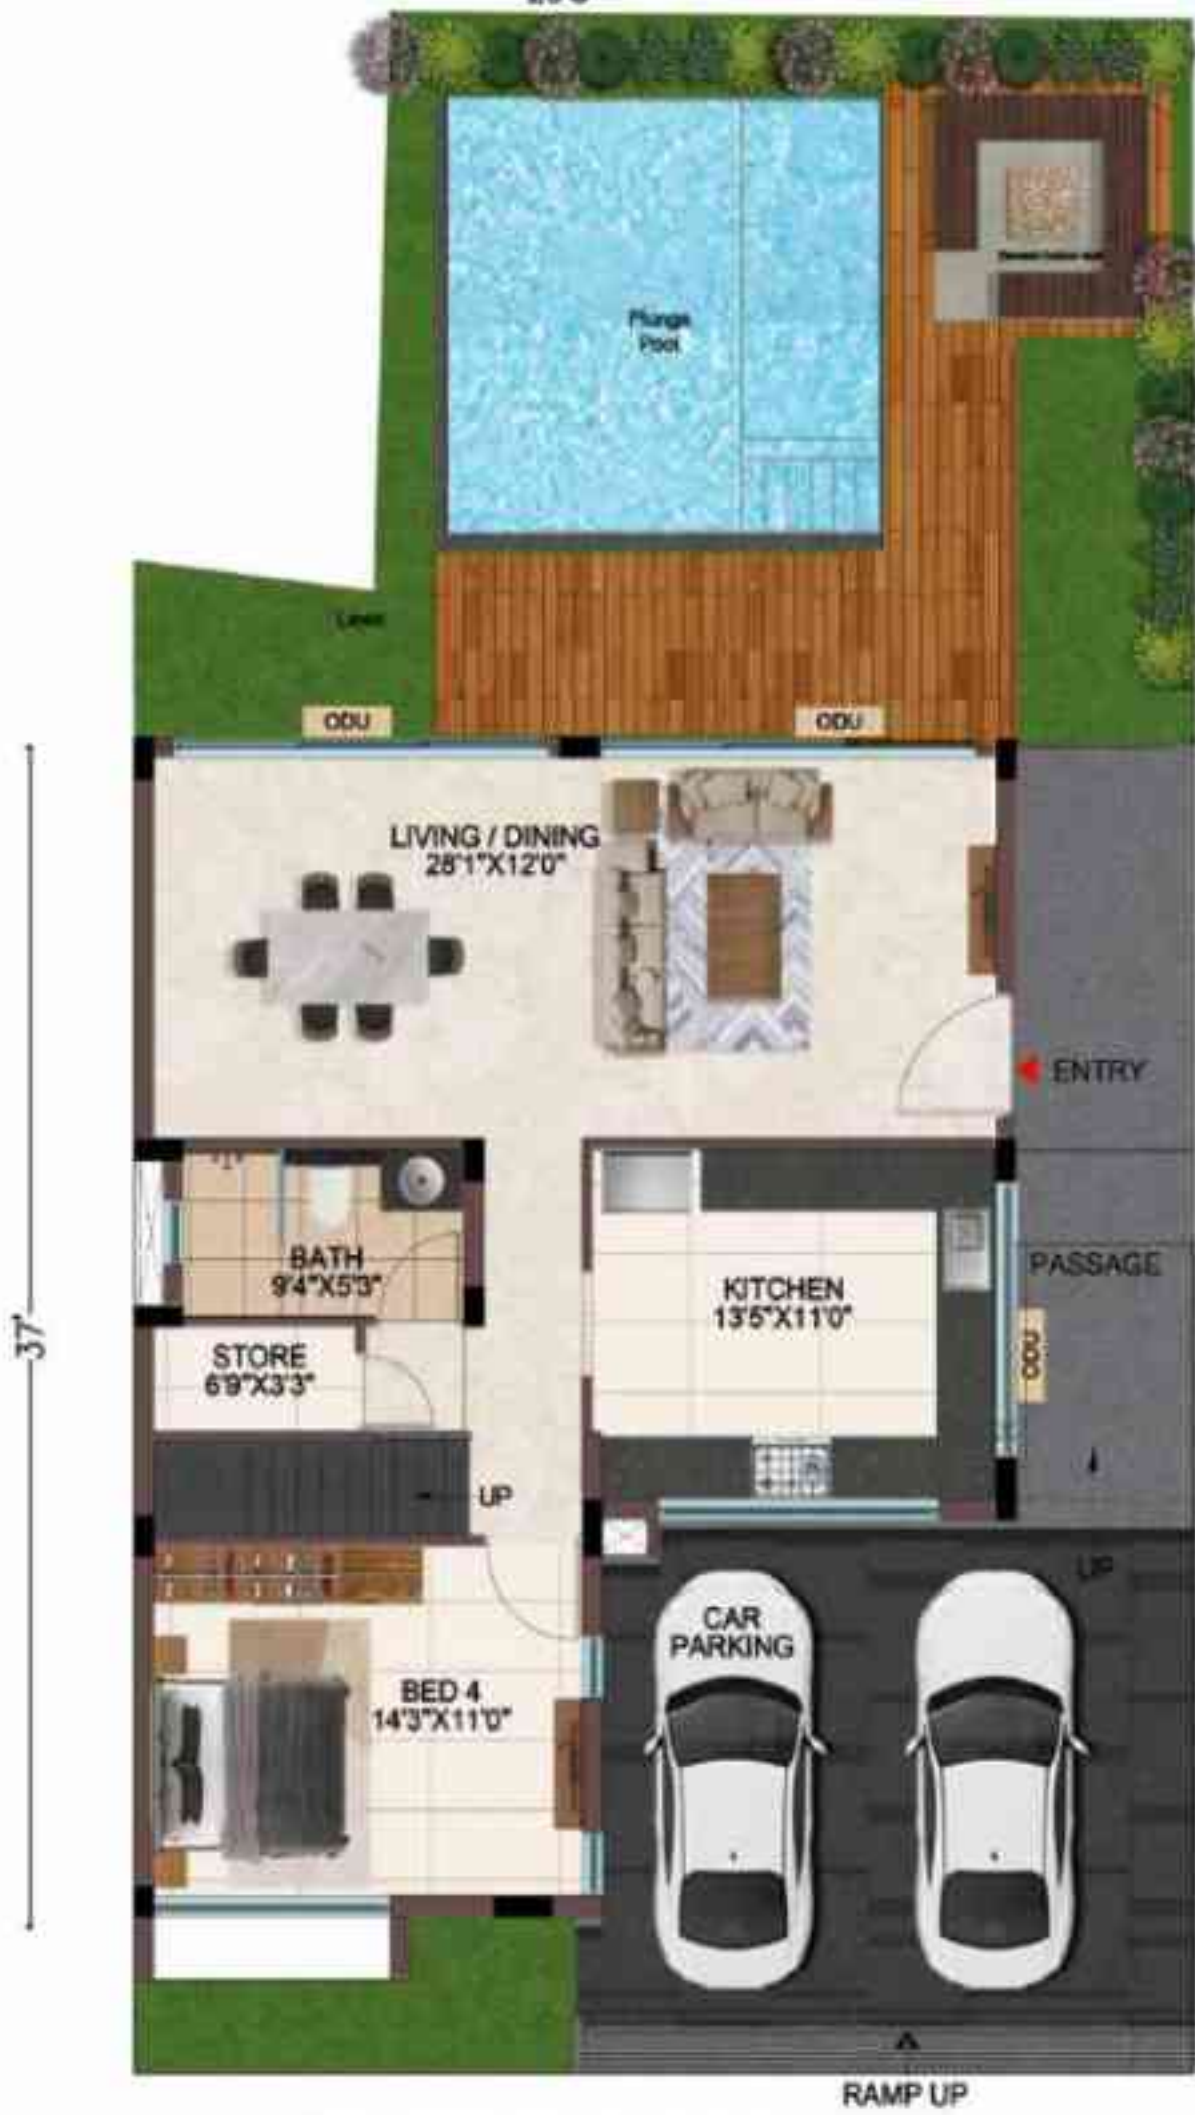 Plunge
Pool
Lawn
ODU
ODU
LIVING / DINING
28'1"X12'0"
ENTRY
BATH
9'4"X5'3"
KITCHEN
13'5"X11'0"
PASSAGE
STORE
6'9"X3'3"
ODU
37'
UP
UP
CAR
PARKING
BED 4
14'3"X11'0"
RAMP UP